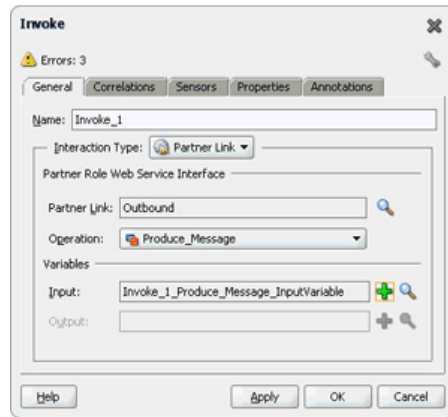 Invoke
Errors: 3
General Correlations Sensors Properties Annotations
Name: Invoke_1
Interaction Type: Partner Link
Partner Role Web Service Interface
Partner Link: Outbound
Operation: Produce_Message
Variables
Input: Invoke_1_Produce_Message_InputVariable
Output:
Help Apply OK Cancel